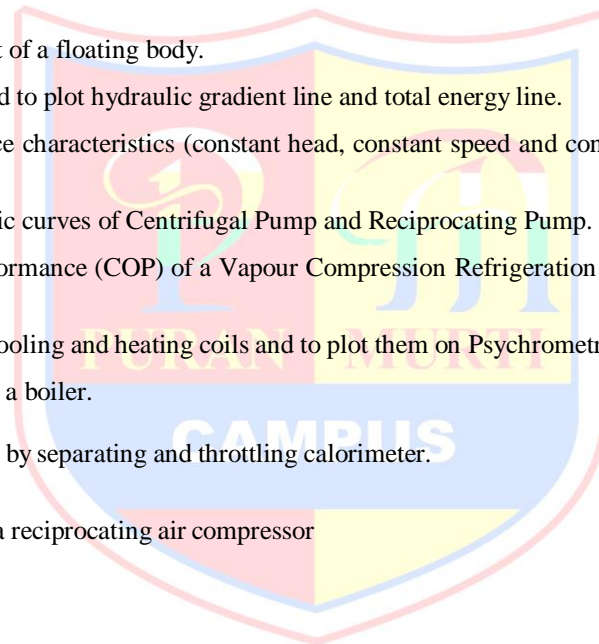 t of a floating body.
d to plot hydraulic gradient line and total energy line.
ce characteristics (constant head, constant speed and con
ic curves of Centrifugal Pump and Reciprocating Pump.
ormance (COP) of a Vapour Compression Refrigeration
ooling and heating coils and to plot them on Psychrometr
PURAN MURTI
a boiler.
CAMPUS
by separating and throttling calorimeter.
a reciprocating air compressor